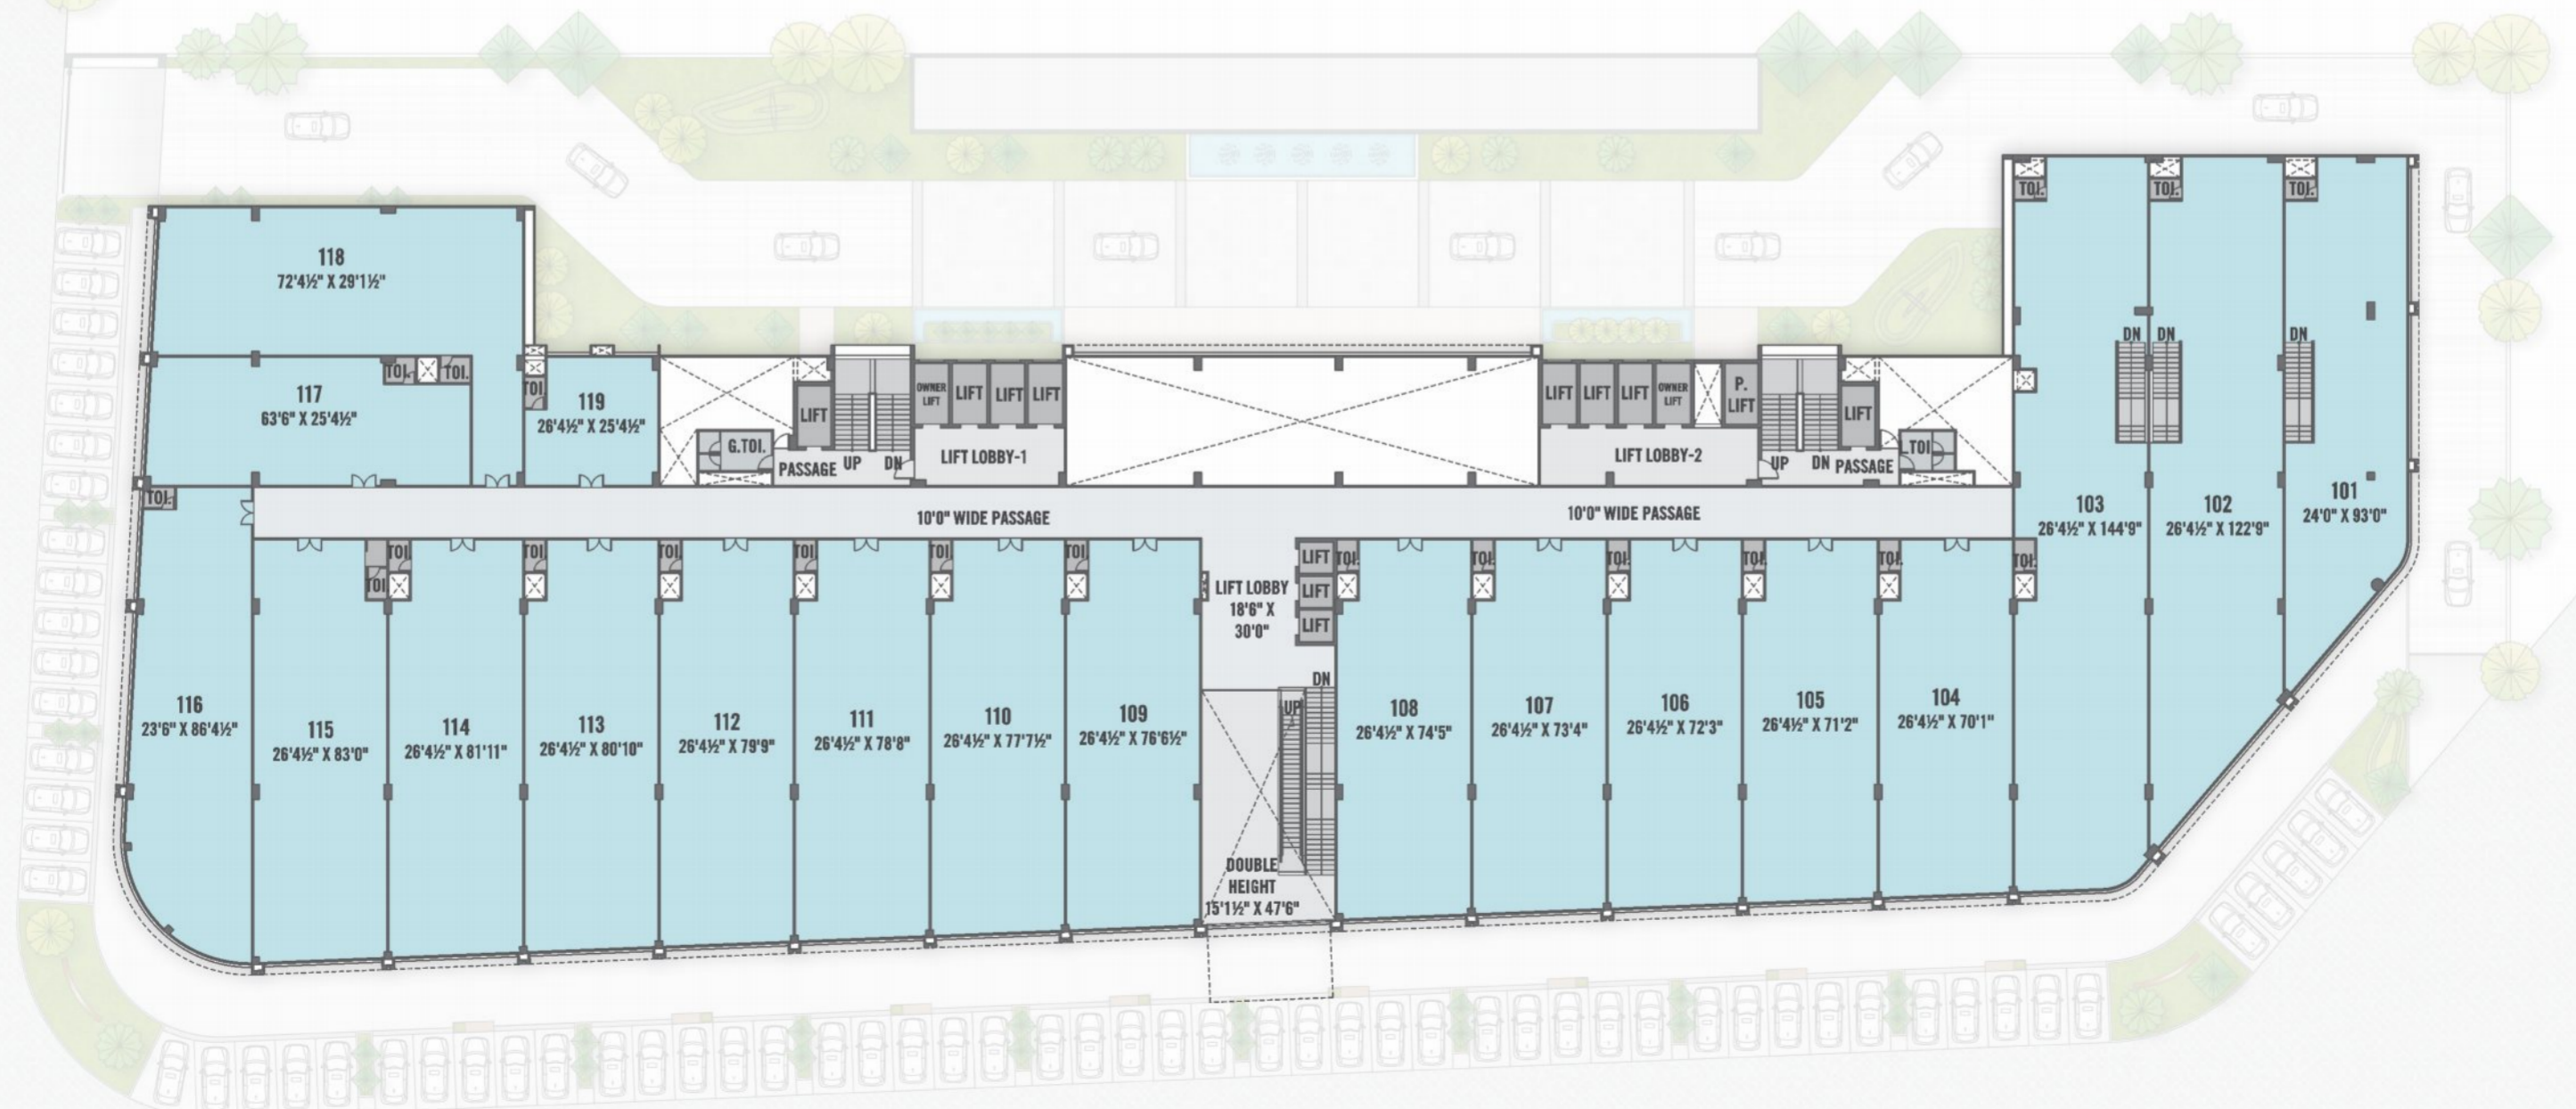 118
72'4½" X 29'1½"
117
63'6" X 25'4½"
TOI.
TOI.
TOI.
119
26'4½" X 25'4½"
G.TOI.
LIFT
PASSAGE
UP
DN
OWNER
LIFT
LIFT
LIFT
LIFT
LIFT LOBBY-1
LIFT
LIFT
LIFT
OWNER
LIFT
P.
LIFT
LIFT LOBBY-2
UP
DN
PASSAGE
LIFT
L.TOI.
TOI.
TOI.
TOI.
DN
DN
DN
103
26'4½" X 144'9"
102
26'4½" X 122'9"
101
24'0" X 93'0"
10'0" WIDE PASSAGE
10'0" WIDE PASSAGE
TOI.
TOI.
TOI.
TOI.
TOI.
TOI.
TOI.
TOI.
LIFT
LIFT
LIFT
LIFT LOBBY
18'6" X
30'0"
TOI.
TOI.
TOI.
TOI.
TOI.
TOI.
116
23'6" X 86'4½"
115
26'4½" X 83'0"
114
26'4½" X 81'11"
113
26'4½" X 80'10"
112
26'4½" X 79'9"
111
26'4½" X 78'8"
110
26'4½" X 77'7½"
109
26'4½" X 76'6½"
DN
UP
DOUBLE
HEIGHT
15'1½" X 47'6"
108
26'4½" X 74'5"
107
26'4½" X 73'4"
106
26'4½" X 72'3"
105
26'4½" X 71'2"
104
26'4½" X 70'1"